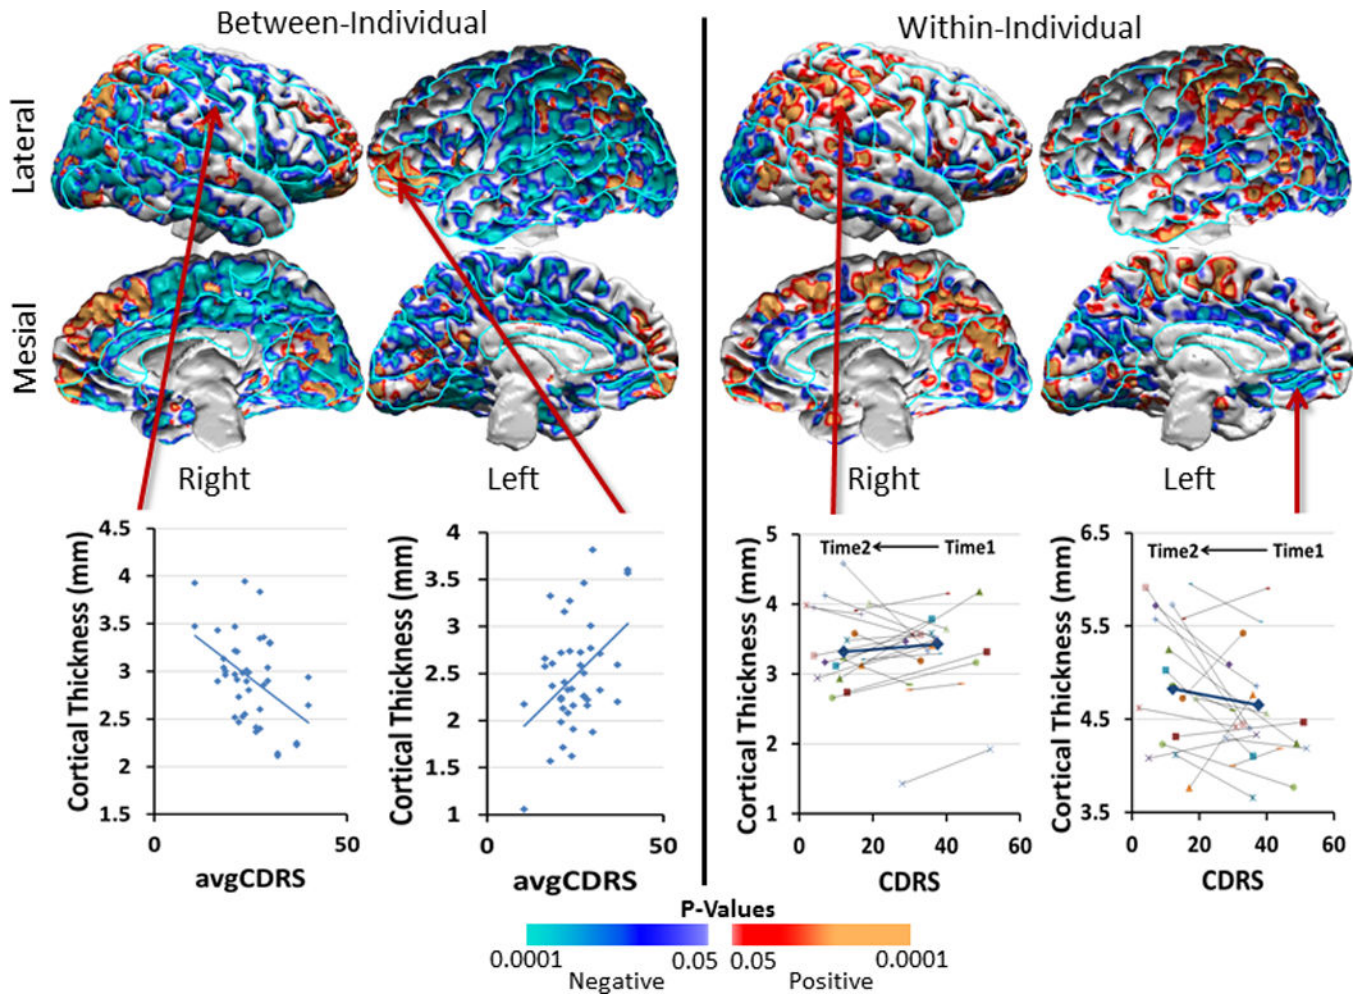 Between-Individual
Within-Individual
Lateral
Mesial
Right
Left
Right
Left
Cortical Thickness (mm)
4.5
4
3.5
3
2.5
2
1.5
0
50
avgCDRS
Cortical Thickness (mm)
4
3.5
3
2.5
2
1.5
1
0
50
avgCDRS
Cortical Thickness (mm)
5
4
3
2
1
Time2
Time1
0
20
40
60
CDRS
Cortical Thickness (mm)
6.5
5.5
4.5
3.5
Time2
Time1
0
20
40
60
CDRS
P-Values
0.0001
0.05
0.05
0.0001
Negative
Positive